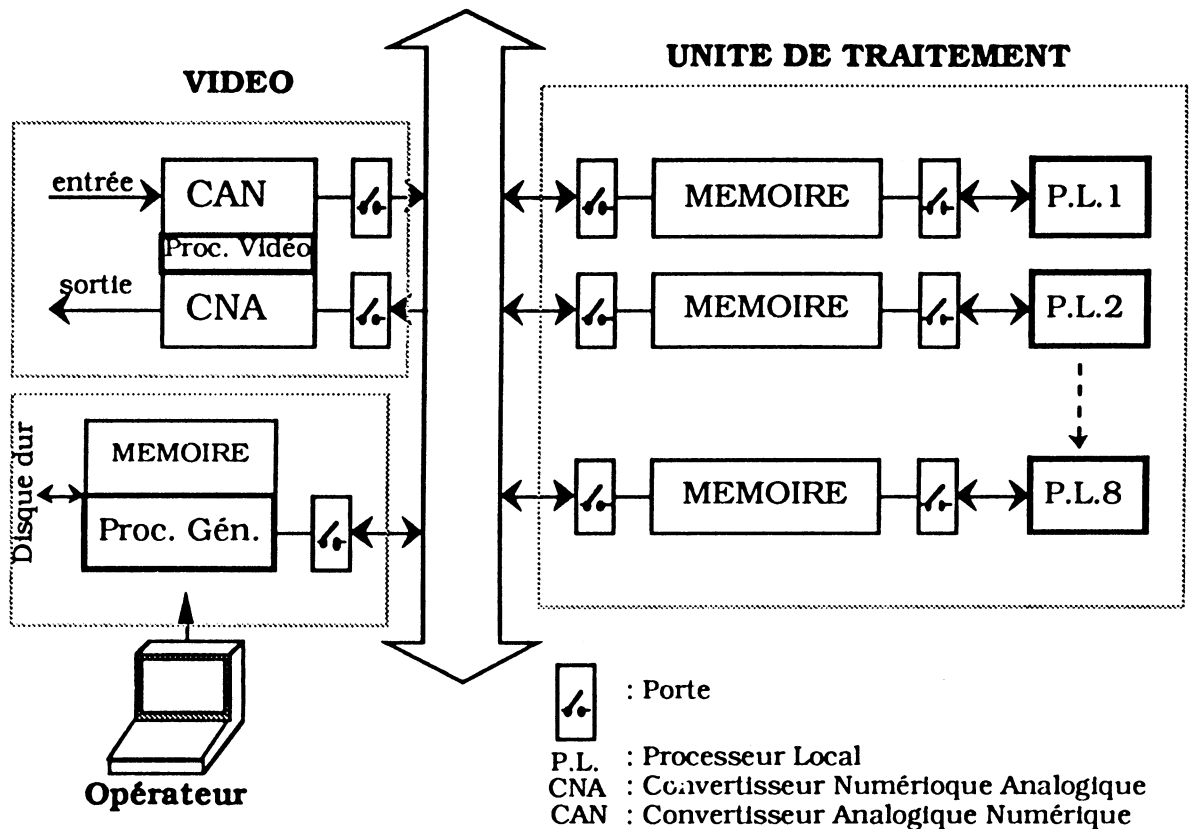 VIDEO
UNITE DE TRAITEMENT
entrée
CAN
Proc. Vidéo
sortie
CNA
MEMOIRE
P.L.1
MEMOIRE
P.L.2
MEMOIRE
P.L.8
Disque dur
MEMOIRE
Proc. Gén.
Opérateur
: Porte
P.L. : Processeur Local
CNA : Convertisseur Numérioque Analogique
CAN : Convertisseur Analogique Numérique